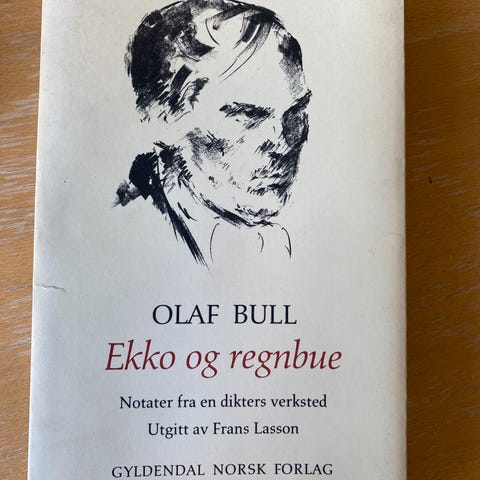 OLAF BULL
Ekko og regnbue
Notater fra en dikters verksted
Utgitt av Frans Lasson
GYLDENDAL NORSK FORLAG